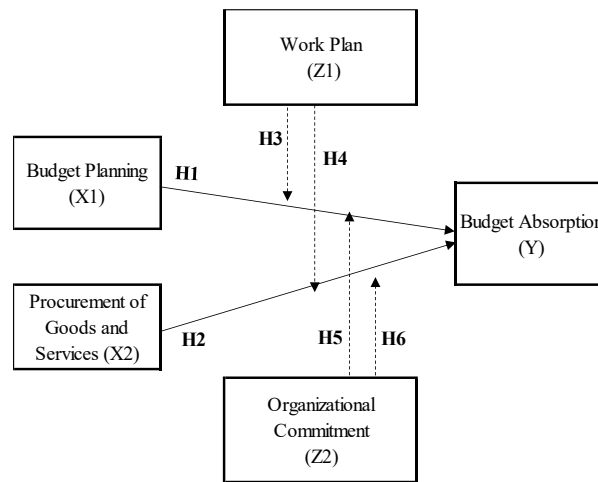 Work Plan
(Z1)
H3
H4
Budget Planning
(X1)
H1
Budget Absorption
(Y)
Procurement of
Goods and
Services (X2)
H2
H5
H6
Organizational
Commitment
(Z2)